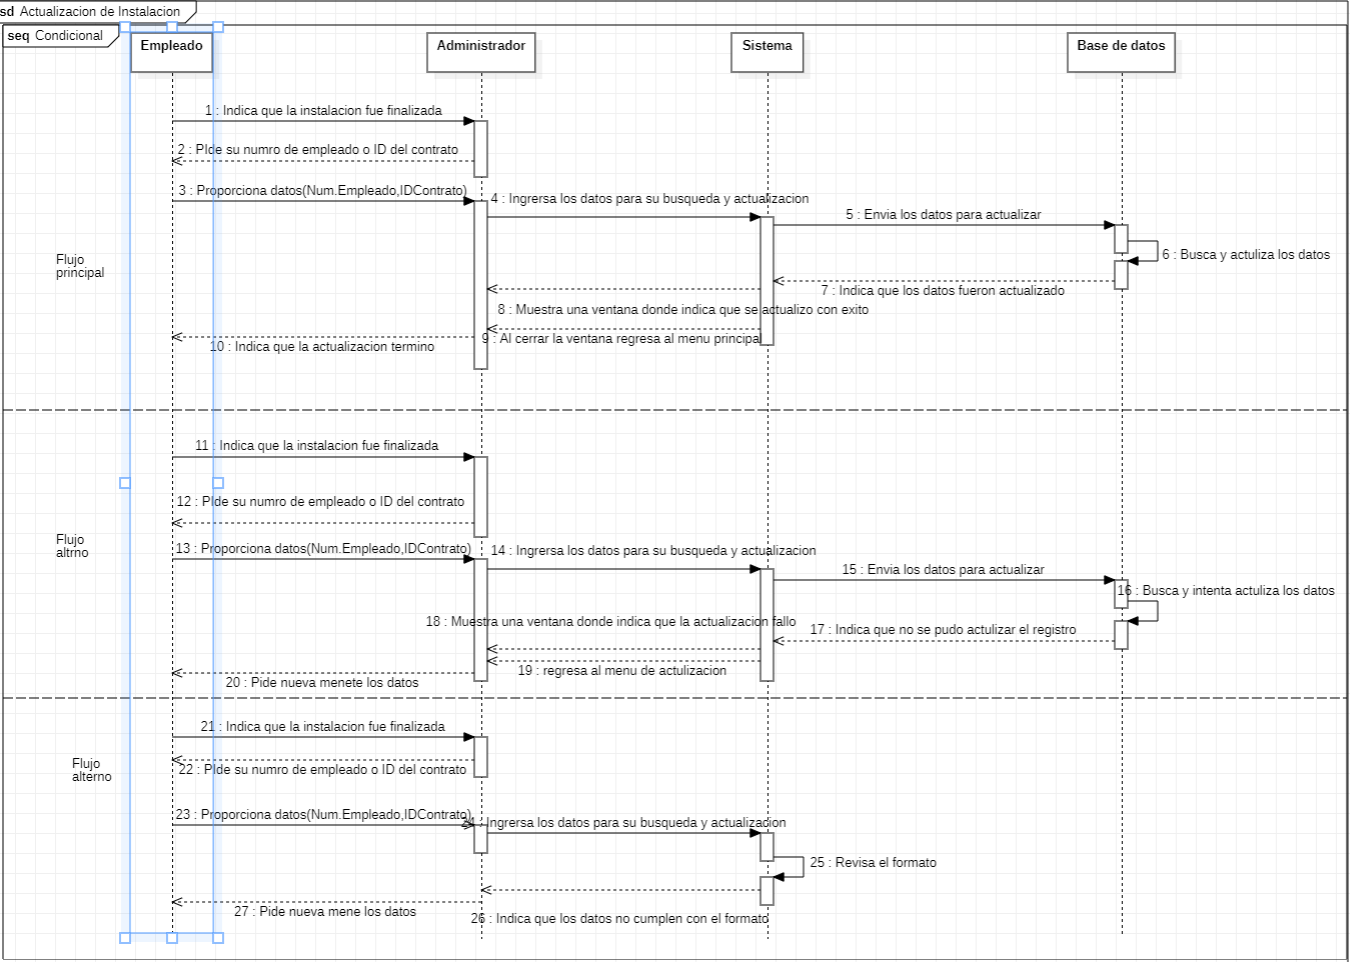 sd Actualizacion de Instalacion
seq Condicional
Empleado
Administrador
Sistema
Base de datos
1 : Indica que la instalacion fue finalizada
2 : PIde su numro de empleado o ID del contrato
3 : Proporciona datos(Num.Empleado,IDContrato)
4 : Ingrersa los datos para su busqueda y actualizacion
5 : Envia los datos para actualizar
6 : Busca y actuliza los datos
Flujo
principal
7 : Indica que los datos fueron actualizado
8 : Muestra una ventana donde indica que se actualizo con exito
9 : Al cerrar la ventana regresa al menu principal
10 : Indica que la actualizacion termino
11 : Indica que la instalacion fue finalizada
12 : PIde su numro de empleado o ID del contrato
Flujo
altrno
13 : Proporciona datos(Num.Empleado,IDContrato)
14 : Ingrersa los datos para su busqueda y actualizacion
15 : Envia los datos para actualizar
16 : Busca y intenta actuliza los datos
18 : Muestra una ventana donde indica que la actualizacion fallo
17 : Indica que no se pudo actulizar el registro
19 : regresa al menu de actulizacion
20 : Pide nueva menete los datos
21 : Indica que la instalacion fue finalizada
Flujo
alterno
22 : PIde su numro de empleado o ID del contrato
23 : Proporciona datos(Num.Empleado,IDContrato)
24 : Ingrersa los datos para su busqueda y actualizacion
25 : Revisa el formato
27 : Pide nueva mene los datos
26 : Indica que los datos no cumplen con el formato